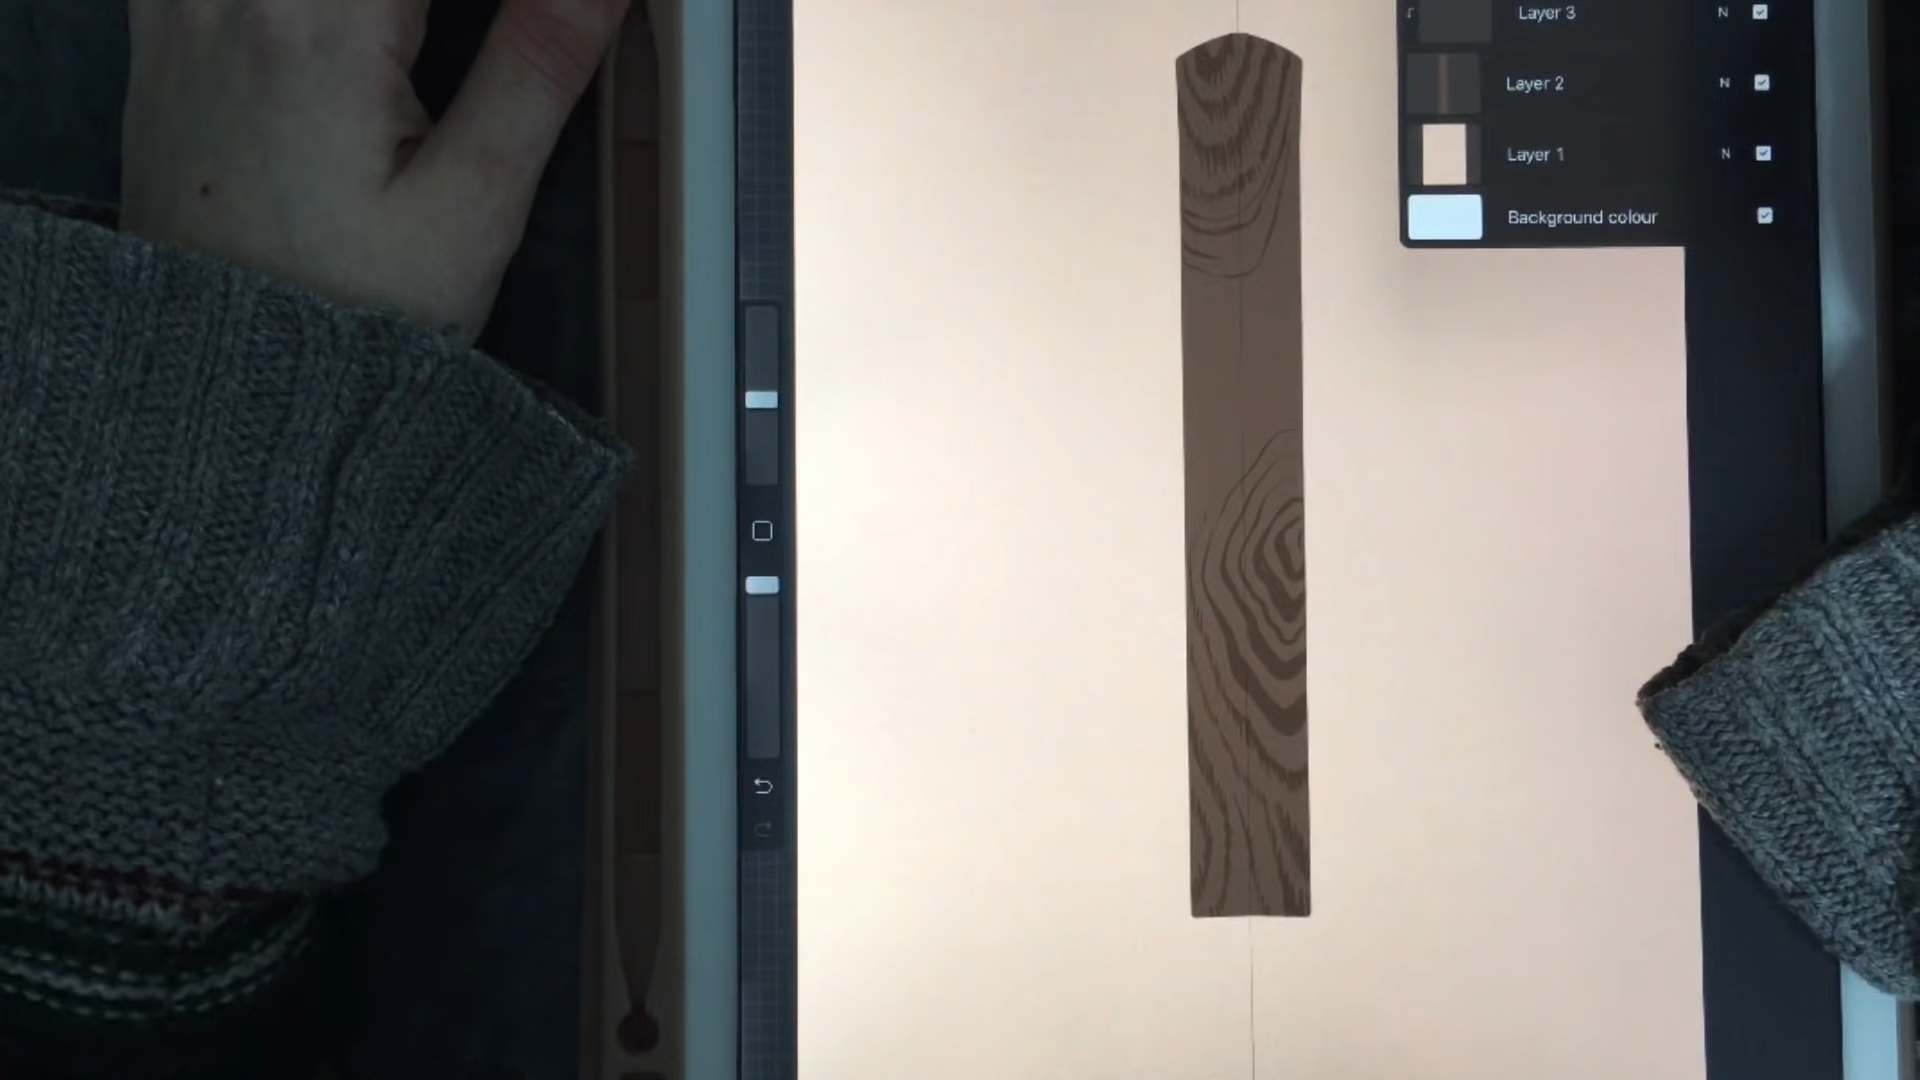 Layer 3 N
Layer 2 N
Layer 1 N
Background colour